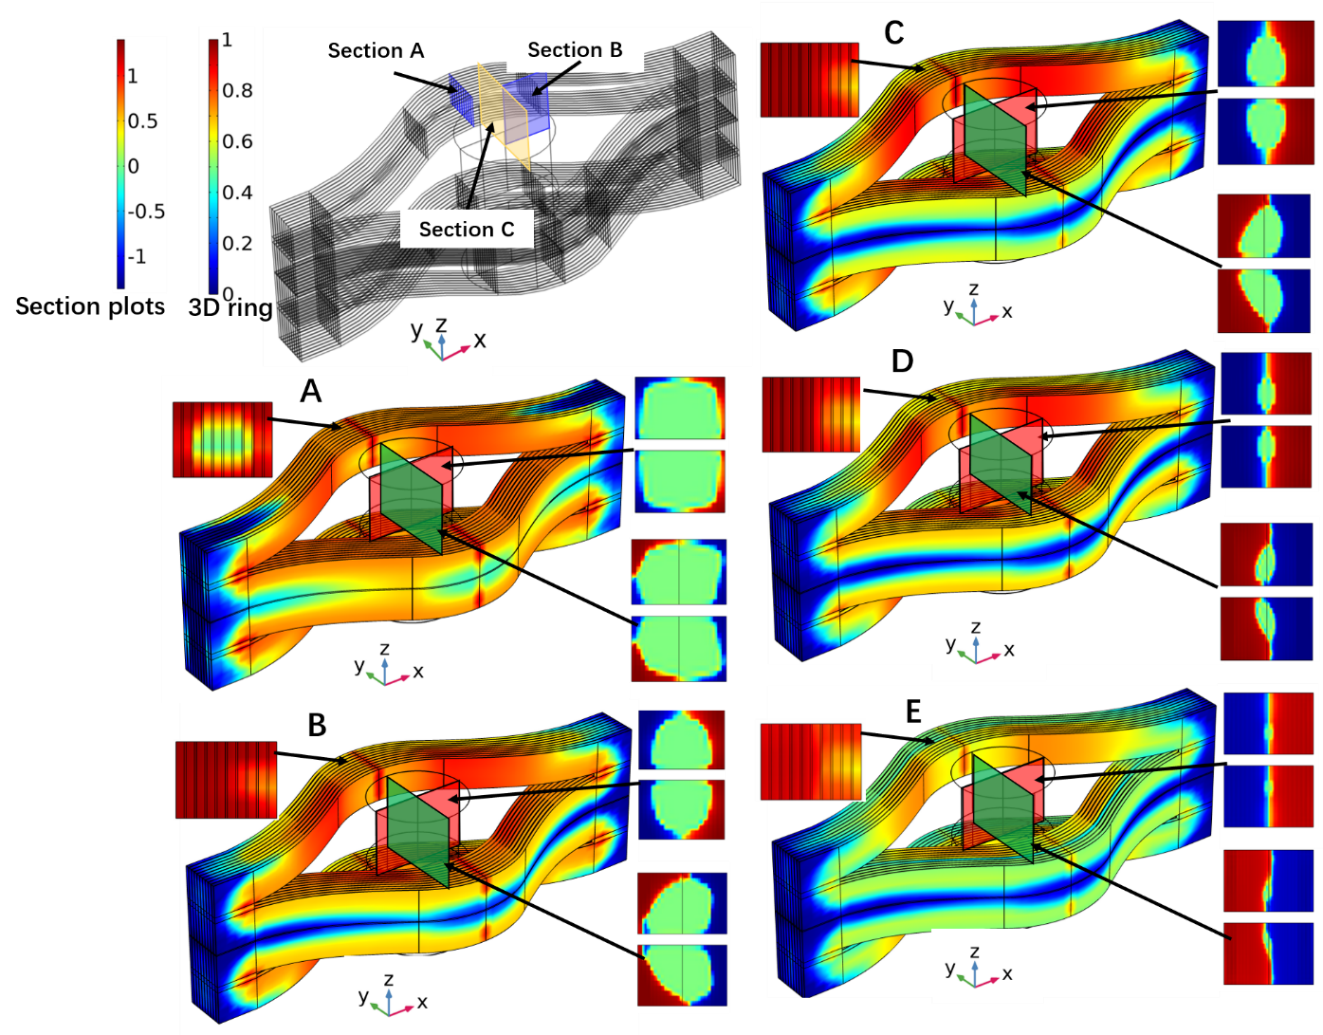 Section A
Section B
Section C
1
0.5
0
-0.5
-1
Section plots
1
0.8
0.6
0.4
0.2
0
3D ring
y z x
A
y z x
B
y z x
C
y z x
D
y z x
E
y z x